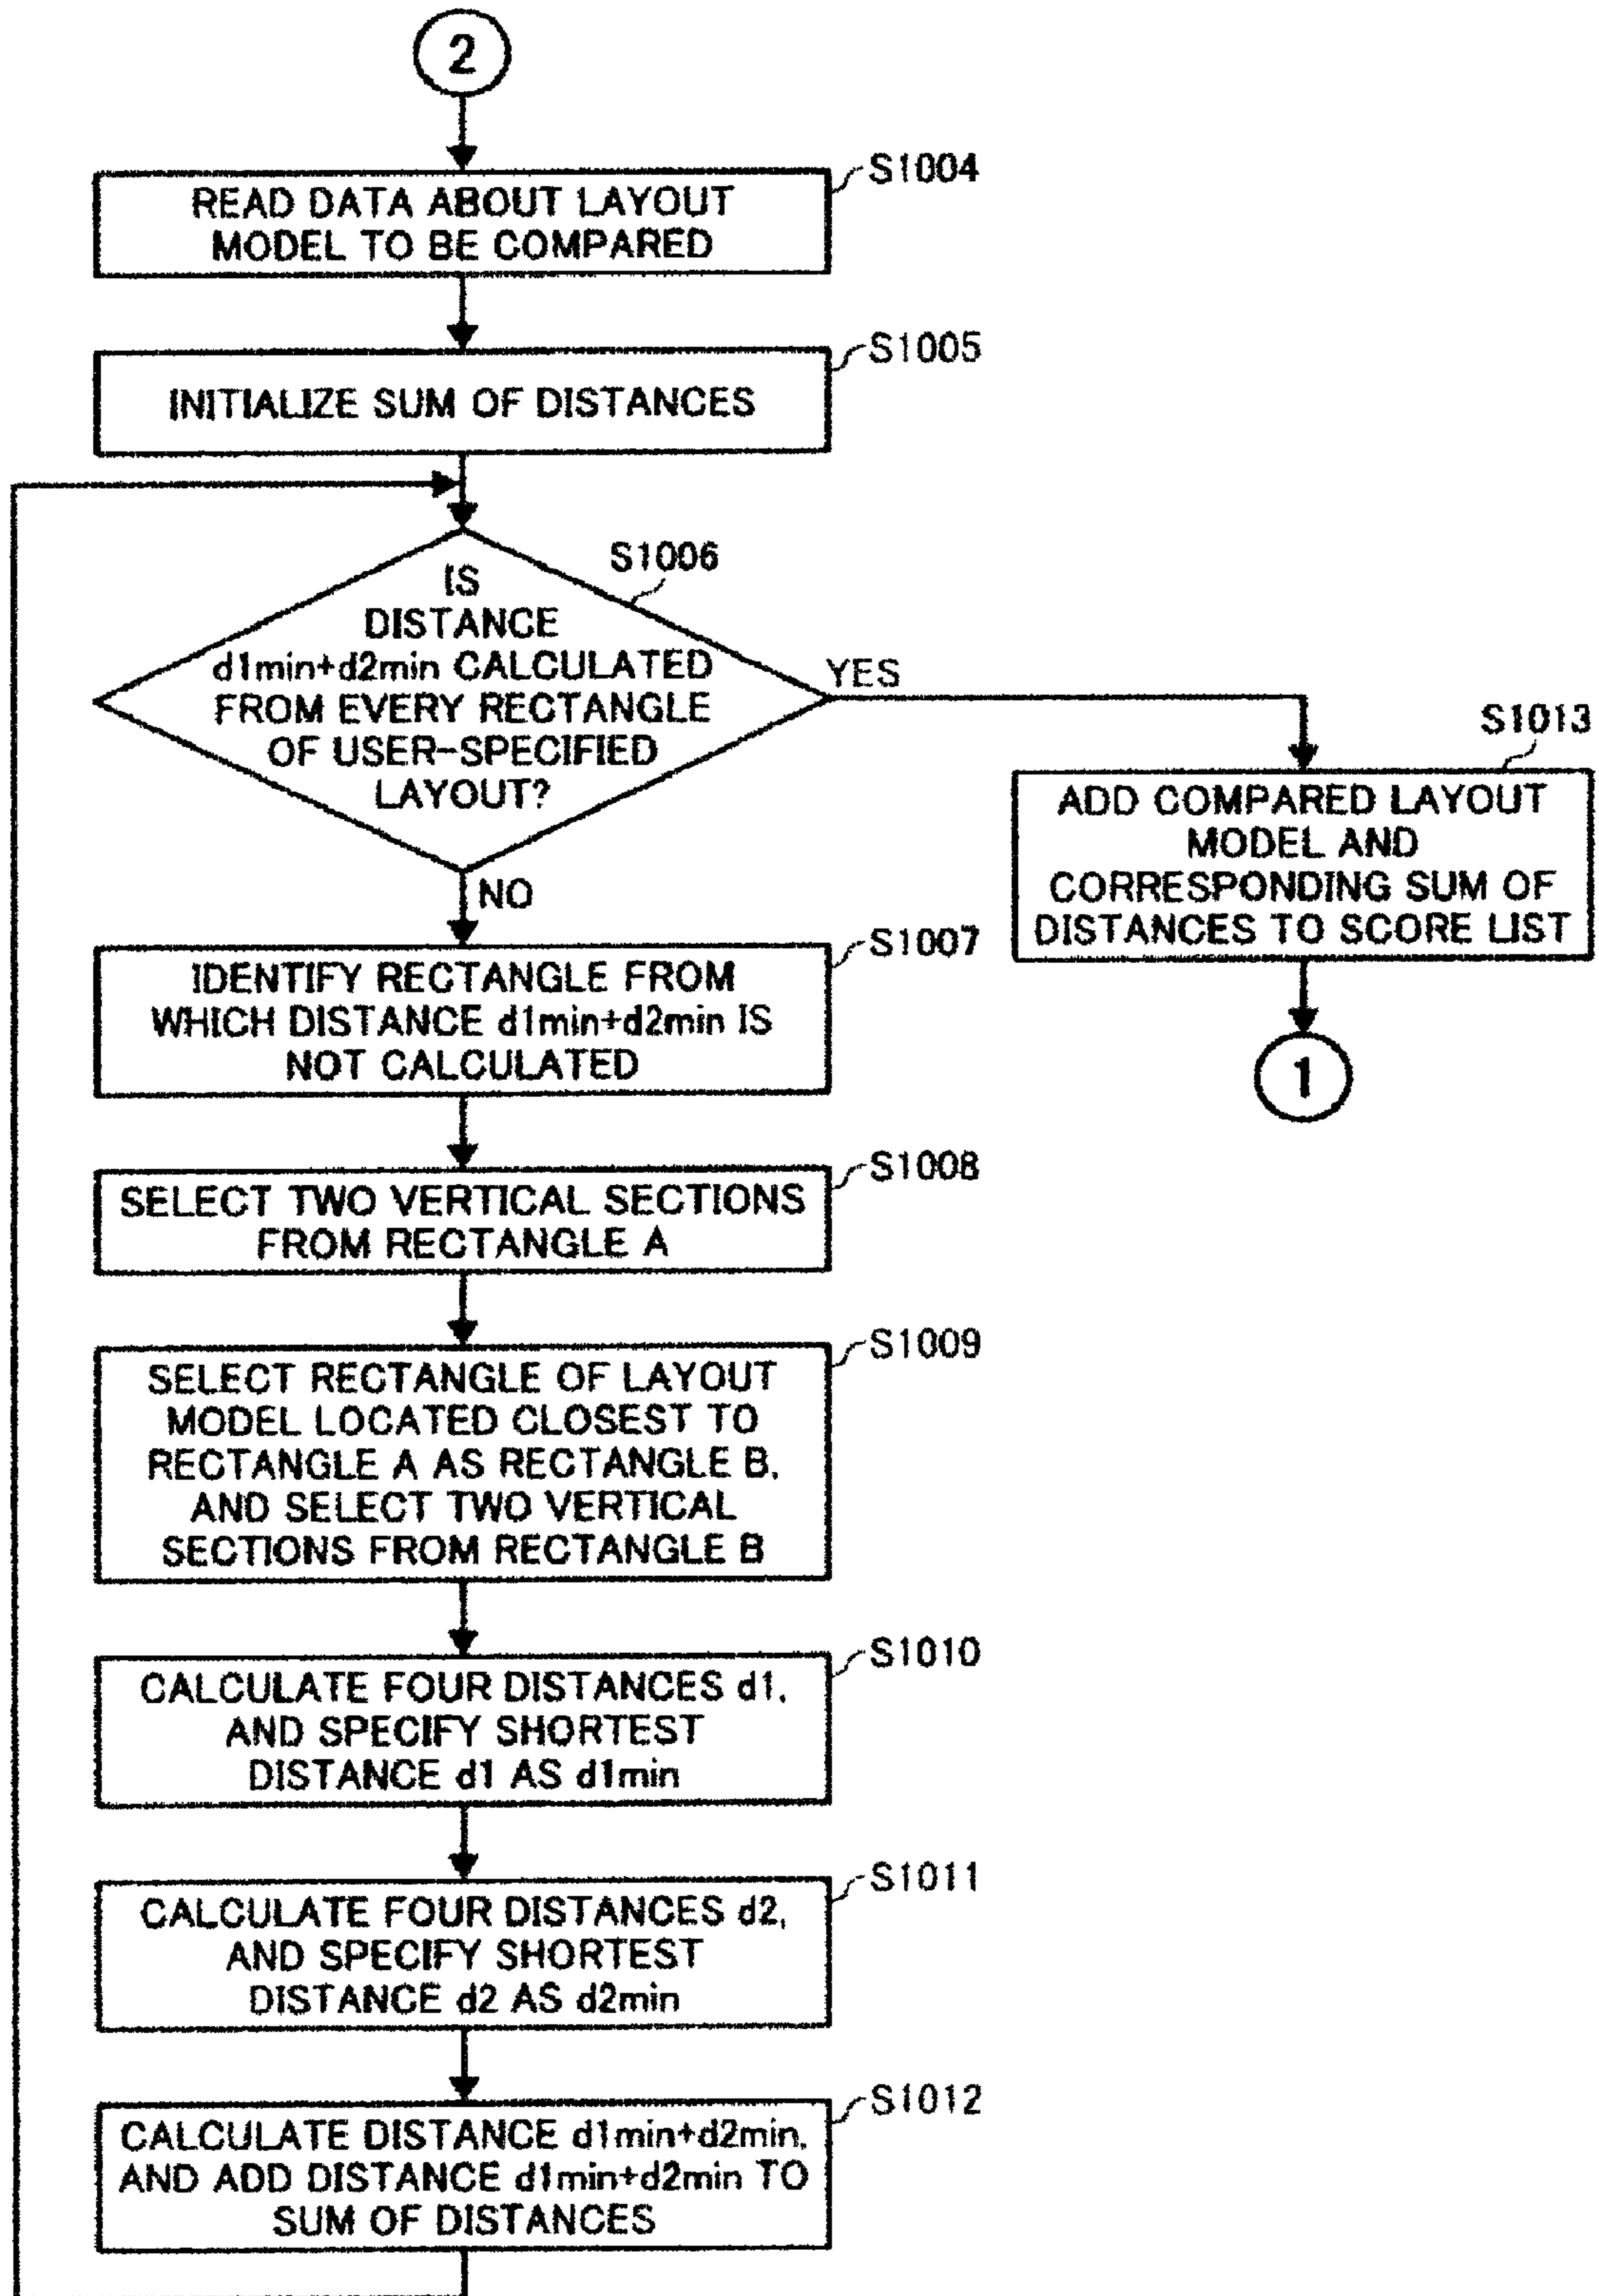 2
S1004
READ DATA ABOUT LAYOUT
MODEL TO BE COMPARED
S1005
INITIALIZE SUM OF DISTANCES
S1006
IS
DISTANCE
d1min+d2min CALCULATED
FROM EVERY RECTANGLE
OF USER-SPECIFIED
LAYOUT?
YES
NO
S1013
ADD COMPARED LAYOUT
MODEL AND
CORRESPONDING SUM OF
DISTANCES TO SCORE LIST
1
S1007
IDENTIFY RECTANGLE FROM
WHICH DISTANCE d1min+d2min IS
NOT CALCULATED
S1008
SELECT TWO VERTICAL SECTIONS
FROM RECTANGLE A
S1009
SELECT RECTANGLE OF LAYOUT
MODEL LOCATED CLOSEST TO
RECTANGLE A AS RECTANGLE B,
AND SELECT TWO VERTICAL
SECTIONS FROM RECTANGLE B
S1010
CALCULATE FOUR DISTANCES d1,
AND SPECIFY SHORTEST
DISTANCE d1 AS d1min
S1011
CALCULATE FOUR DISTANCES d2,
AND SPECIFY SHORTEST
DISTANCE d2 AS d2min
S1012
CALCULATE DISTANCE d1min+d2min,
AND ADD DISTANCE d1min+d2min TO
SUM OF DISTANCES